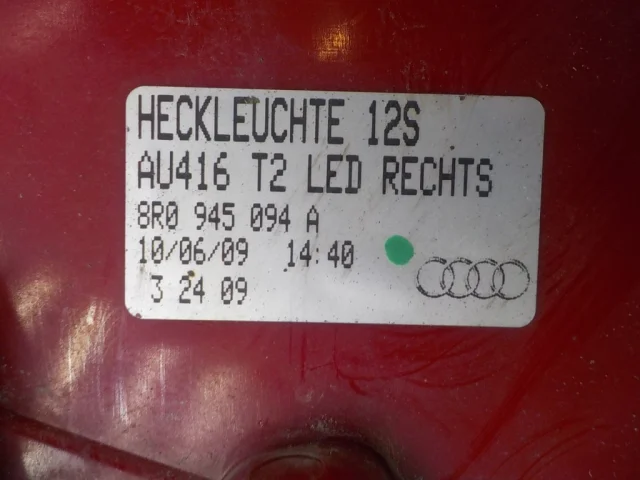 HECKLEUCHTE 12S
AU416 T2 LED RECHTS
8R0 945 094 A
10/06/09 14:40
3 24 09